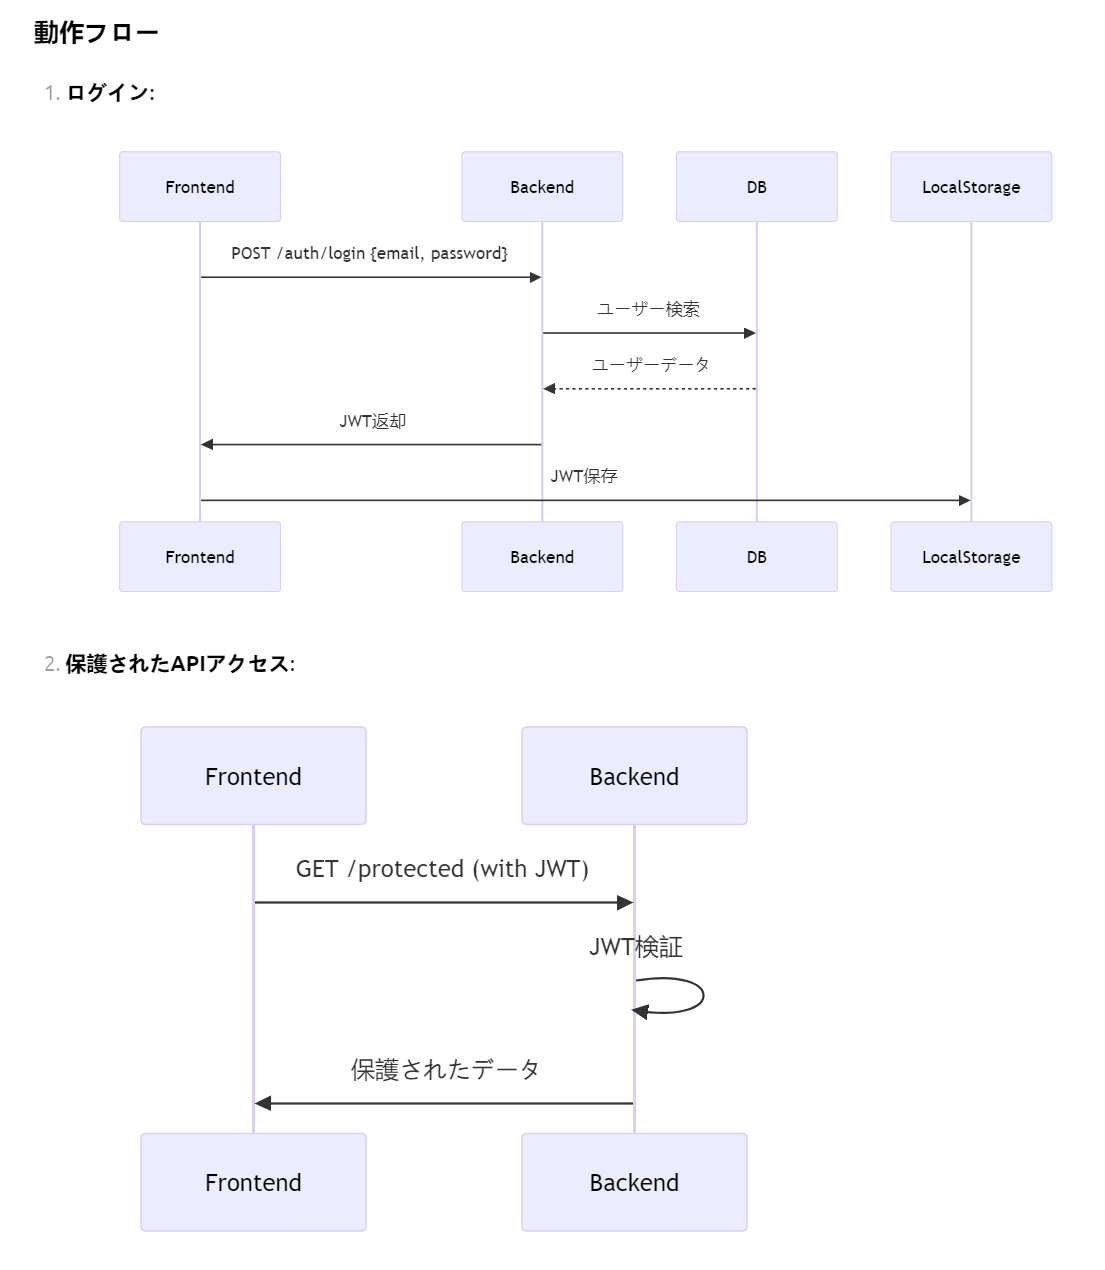 動作フロー
1. ログイン:
Frontend Backend DB LocalStorage
POST /auth/login {email, password}
ユーザー検索
ユーザーデータ
JWT返却
JWT保存
Frontend Backend DB LocalStorage
2. 保護されたAPIアクセス:
Frontend Backend
GET /protected (with JWT)
JWT検証
保護されたデータ
Frontend Backend